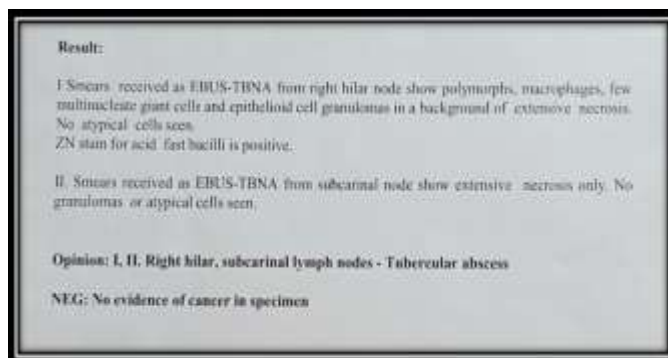 Result:
I Smears received as EBUS-TBNA from right hilar node show polymorphs, macrophages, few
multinucleate giant cells and epithelioid cell granulomas in a background of extensive necrosis.
No atypical cells seen.
ZN stain for acid fast bacilli is positive.
II. Smears received as EBUS-TBNA from subcarinal node show extensive necrosis only. No
granulomas or atypical cells seen.
Opinion: I, II. Right hilar, subcarinal lymph nodes - Tubercular abscess
NEG: No evidence of cancer in specimen